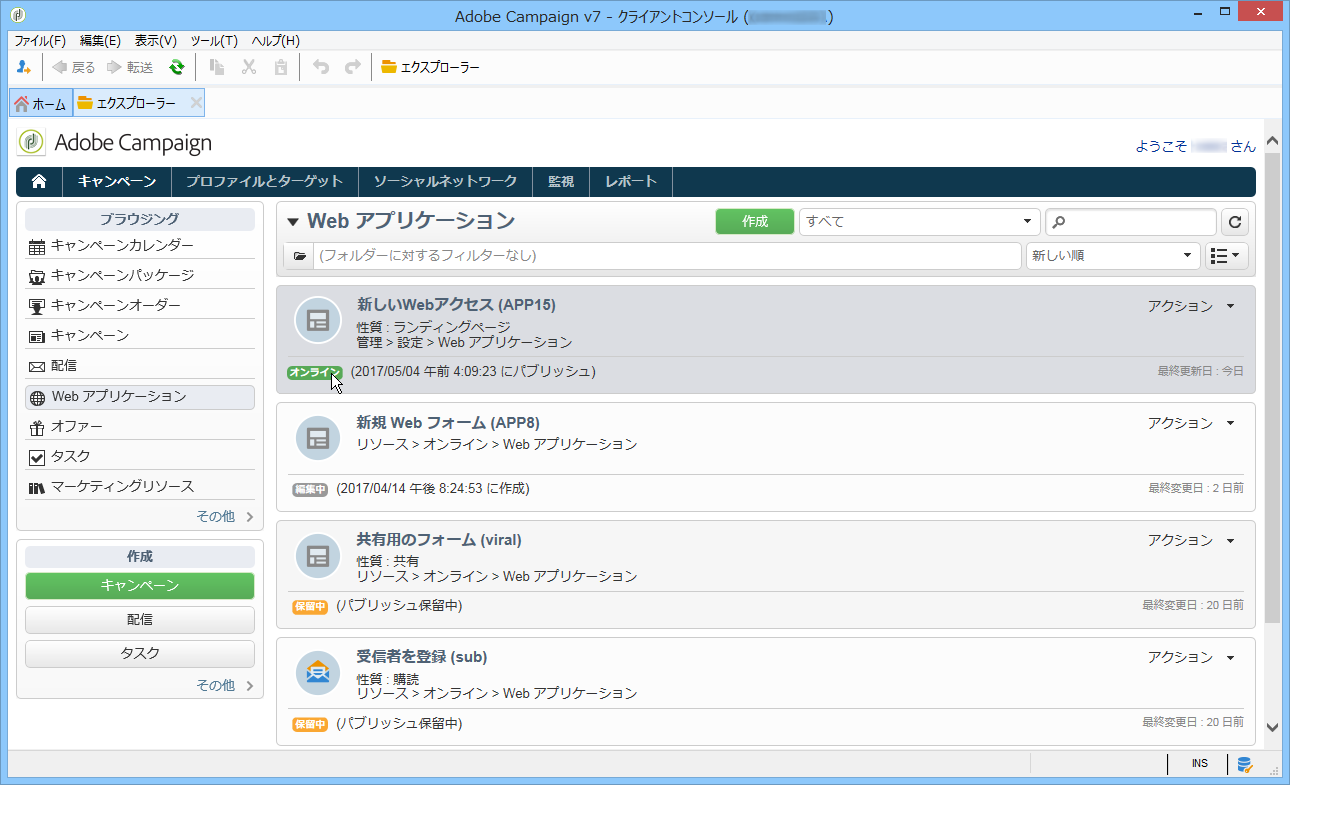 Adobe Campaign v7 - クライアントコンソール ( )
ファイル(F) 編集(E) 表示(V) ツール(T) ヘルプ(H)
戻る 転送 エクスプローラー
ホーム エクスプローラー
Adobe Campaign
ようこそ さん
キャンペーン プロファイルとターゲット ソーシャルネットワーク 監視 レポート
ブラウジング
キャンペーンカレンダー
キャンペーンパッケージ
キャンペーンオーダー
キャンペーン
配信
Web アプリケーション
オファー
タスク
マーケティングリソース
その他
作成
キャンペーン
配信
タスク
その他
Web アプリケーション 作成 すべて
(フォルダーに対するフィルターなし) 新しい順
新しいWebアクセス (APP15) アクション
性質 : ランディングページ
管理 > 設定 > Web アプリケーション
オンライン (2017/05/04 午前 4:09:23 にパブリッシュ) 最終更新日 : 今日
新規 Web フォーム (APP8) アクション
リソース > オンライン > Web アプリケーション
編集中 (2017/04/14 午後 8:24:53 に作成) 最終変更日 : 2 日前
共有用のフォーム (viral) アクション
性質 : 共有
リソース > オンライン > Web アプリケーション
保留中 (パブリッシュ保留中) 最終変更日 : 20 日前
受信者を登録 (sub) アクション
性質 : 購読
リソース > オンライン > Web アプリケーション
保留中 (パブリッシュ保留中) 最終変更日 : 20 日前
INS